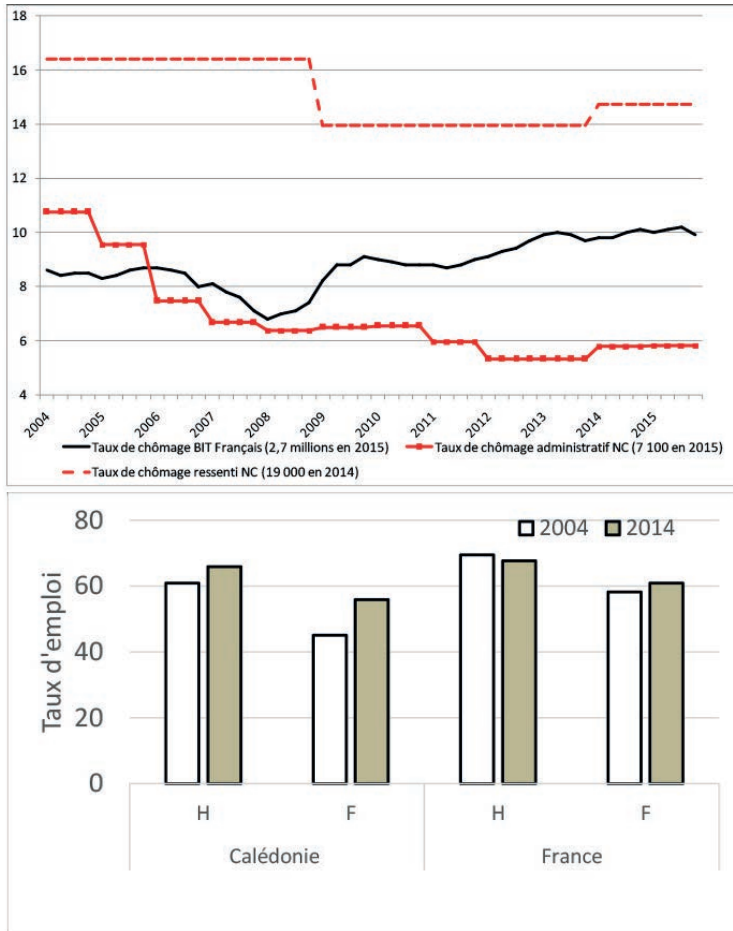 18
16
14
12
10
8
6
4
2004 2005 2006 2007 2008 2009 2010 2011 2012 2013 2014 2015
Taux de chômage BIT Français (2,7 millions en 2015) Taux de chômage administratif NC (7 100 en 2015)
Taux de chômage ressenti NC (19 000 en 2014)
80
60
40
20
0
Taux d'emploi
2004 2014
H F H F
Calédonie France